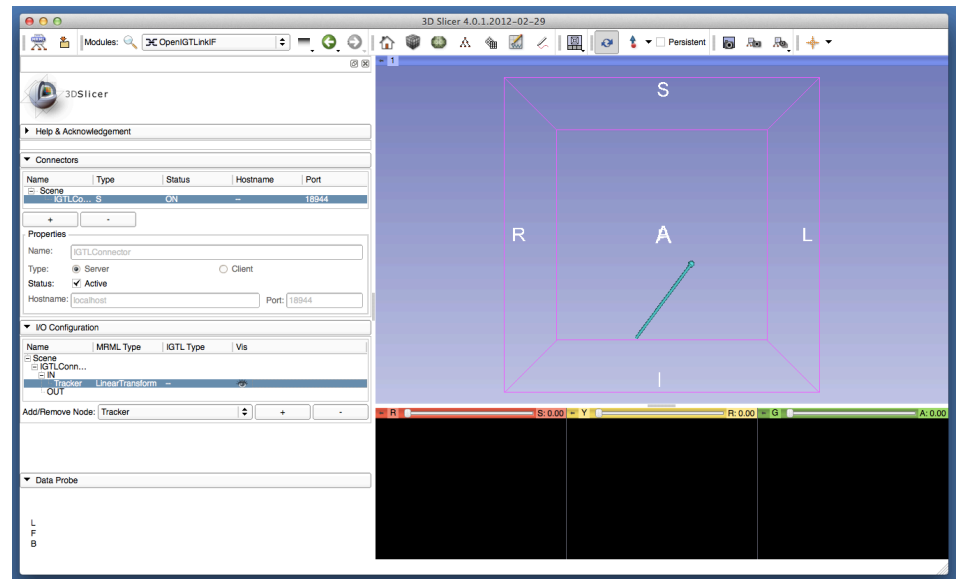 3D Slicer 4.0.1.2012-02-29
Modules: OpenIGTLinkIF Persistent
1
3DSlicer
Help & Acknowledgement
Connectors
Name Type Status Hostname Port
Scene
IGTLCo... S ON -- 18944
+ -
Properties
Name: IGTLConnector
Type: Server Client
Status: Active
Hostname: localhost Port: 18944
I/O Configuration
Name MRML Type IGTL Type Vis
Scene
IGTLConn...
IN
Tracker LinearTransform --
OUT
Add/Remove Node: Tracker + -
Data Probe
L
F
B
S
R A L
I
R S: 0.00 Y R: 0.00 G A: 0.00